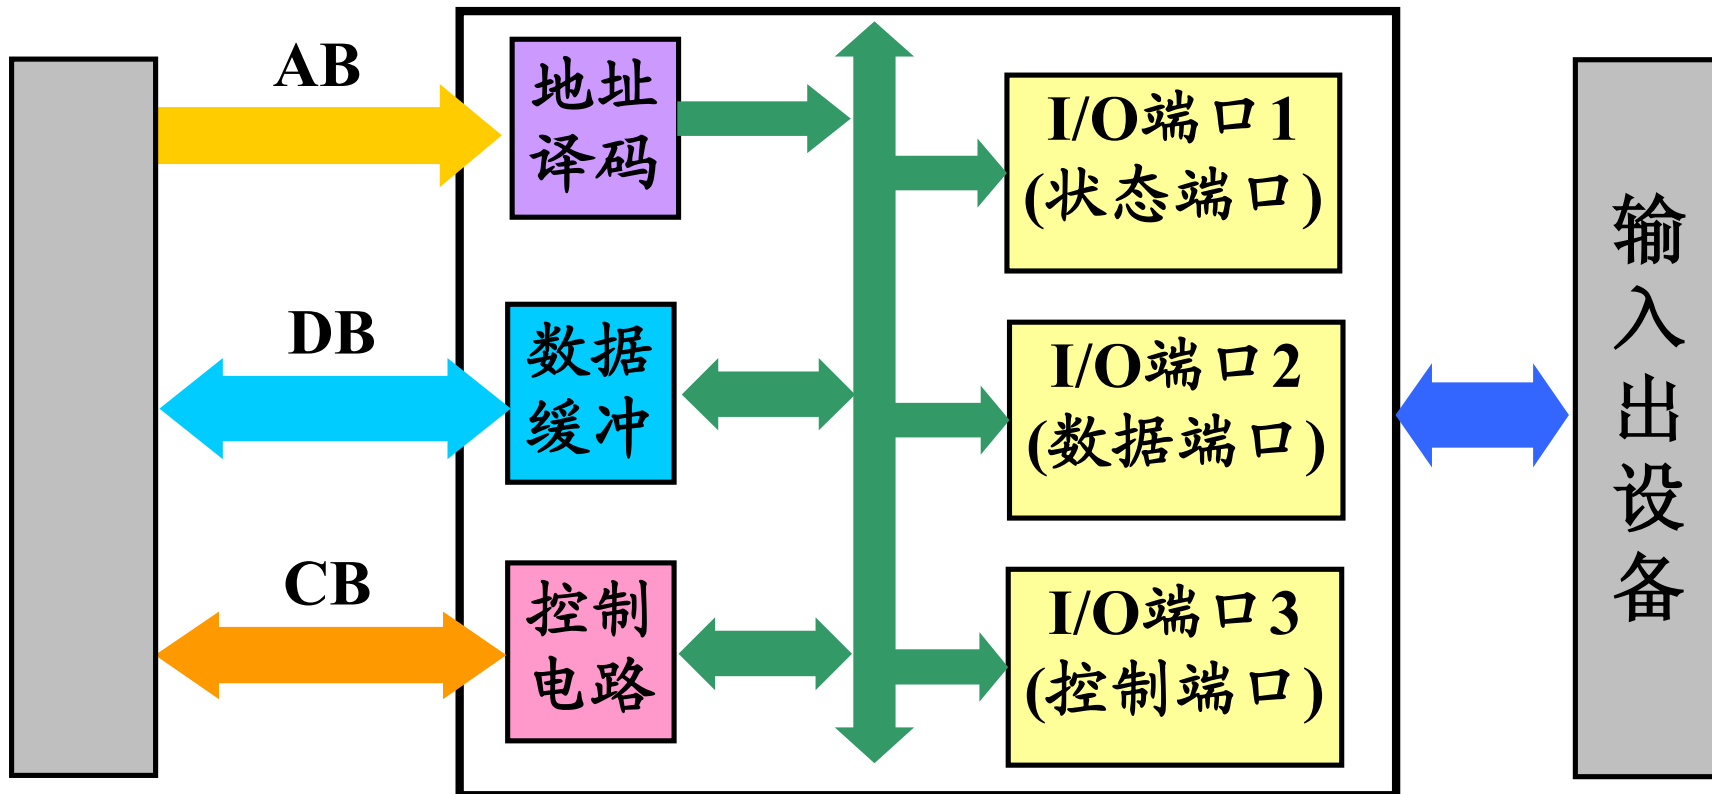 AB
地址
译码
DB
数据
缓冲
CB
控制
电路
I/O端口1
(状态端口)
I/O端口2
(数据端口)
I/O端口3
(控制端口)
输
入
出
设
备